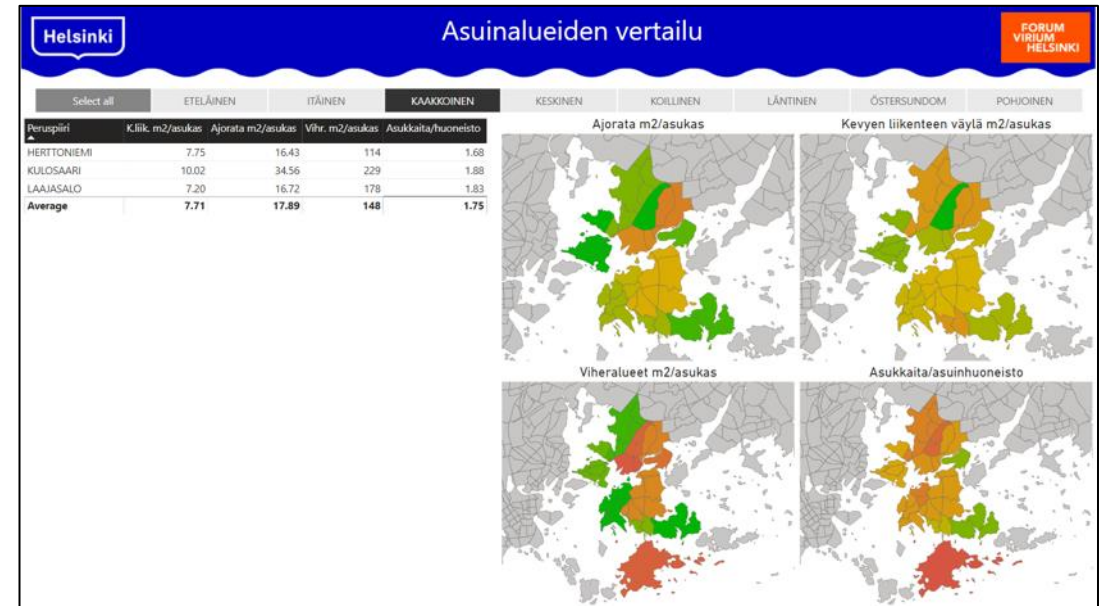 Helsinki
Asuinalueiden vertailu
FORUM
VIRIUM
HELSINKI
Select all ETELÄINEN ITÄINEN KAAKKOINEN KESKINEN KOILLINEN LÄNTINEN ÖSTERSUNDOM POHJOINEN
Peruspiiri K.liik. m2/asukas Ajorata m2/asukas Vihr. m2/asukas Asukkaita/huoneisto
HERTTONIEMI 7.75 16.43 114 1.68
KULOSAARI 10.02 34.56 229 1.88
LAAJASALO 7.20 16.72 178 1.83
Average 7.71 17.89 148 1.75
Ajorata m2/asukas
Kevyen liikenteen väylä m2/asukas
Viheralueet m2/asukas
Asukkaita/asuinhuoneisto